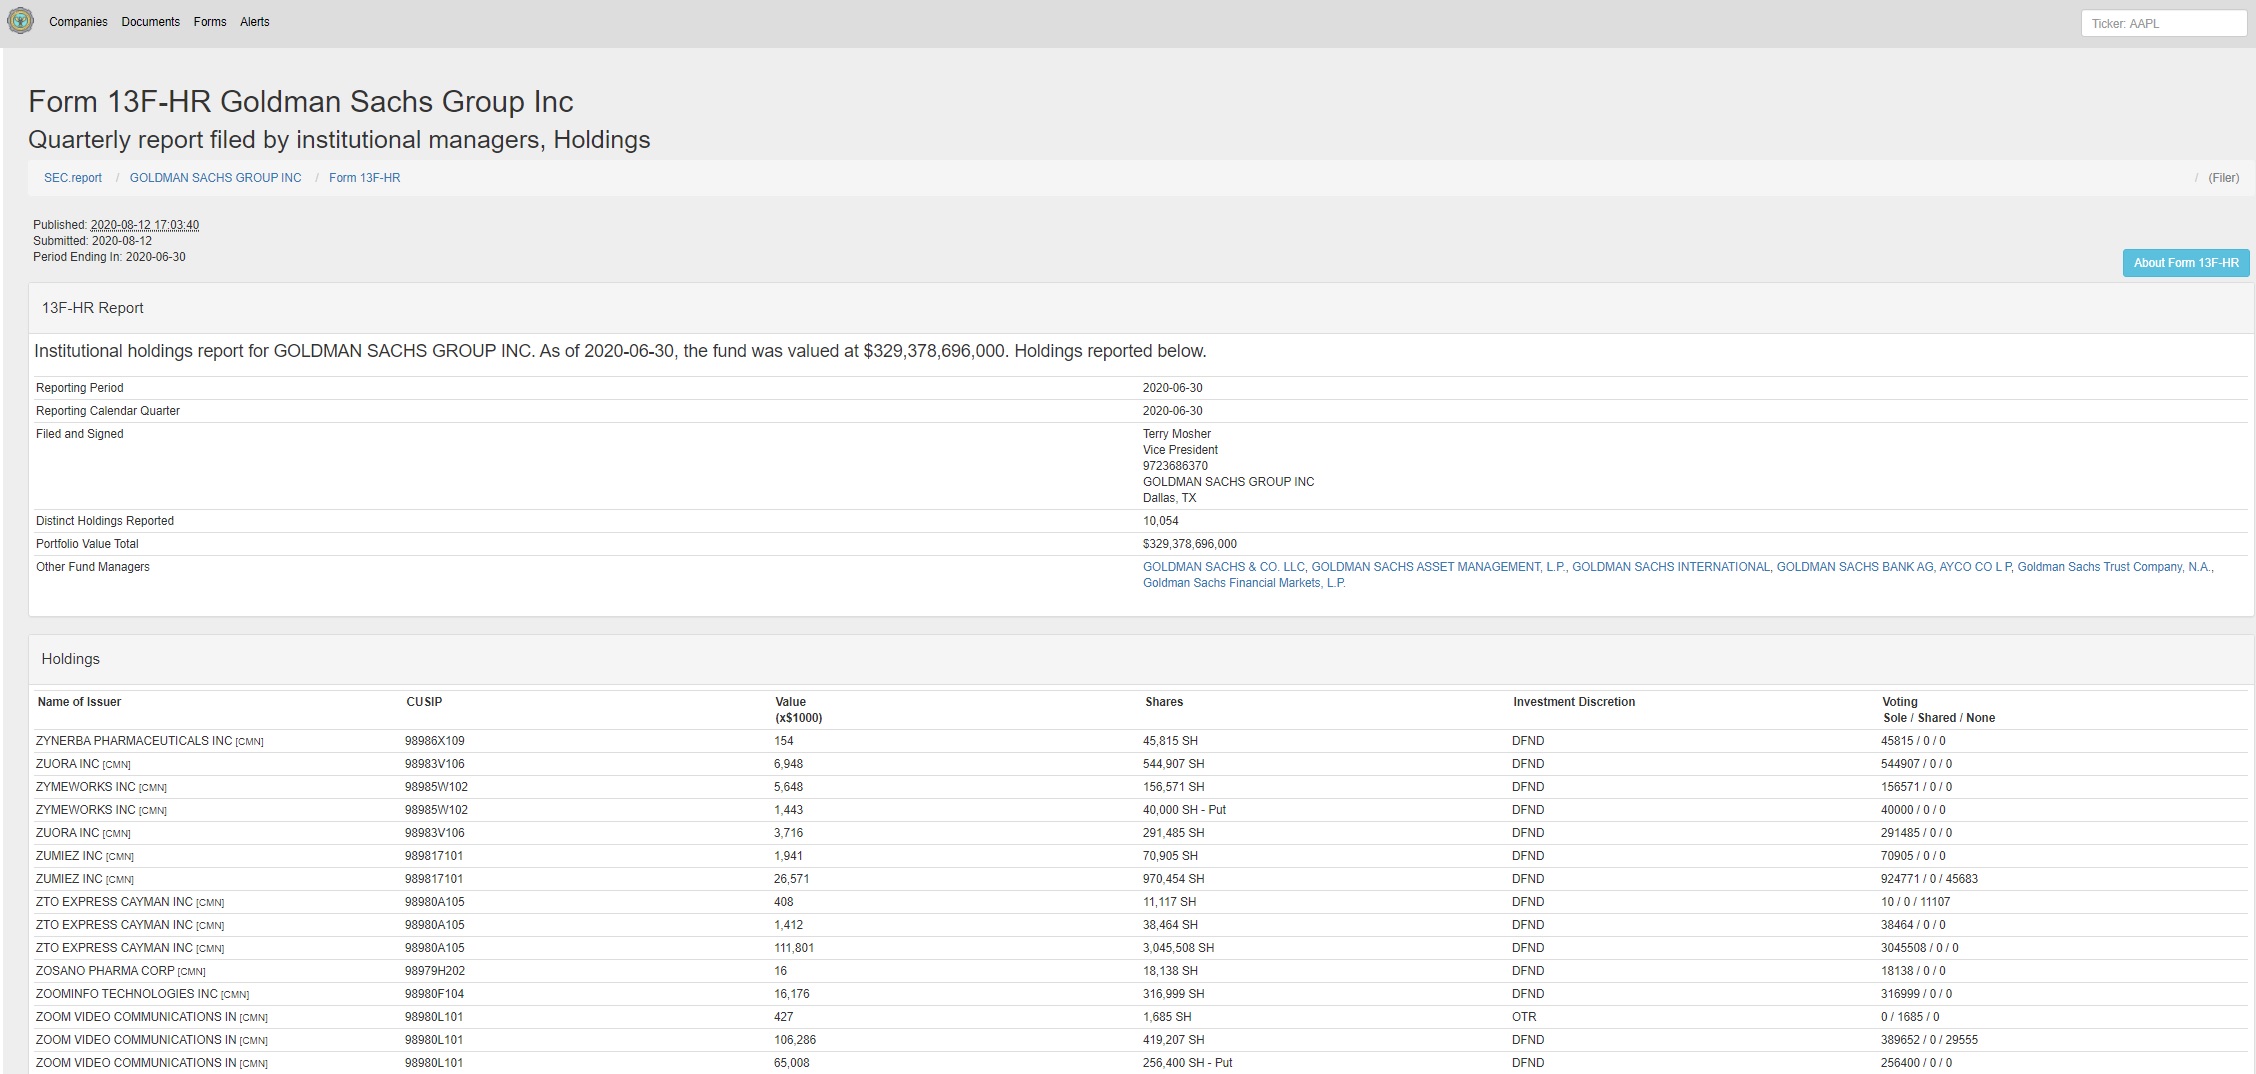 Companies Documents Forms Alerts Ticker: AAPL
Form 13F-HR Goldman Sachs Group Inc
Quarterly report filed by institutional managers, Holdings
SEC.report / GOLDMAN SACHS GROUP INC / Form 13F-HR / (Filer)
Published: 2020-08-12 17:03:40
Submitted: 2020-08-12
Period Ending In: 2020-06-30
About Form 13F-HR
13F-HR Report
Institutional holdings report for GOLDMAN SACHS GROUP INC. As of 2020-06-30, the fund was valued at $329,378,696,000. Holdings reported below.
Reporting Period 2020-06-30
Reporting Calendar Quarter 2020-06-30
Filed and Signed Terry Mosher
Vice President
9723686370
GOLDMAN SACHS GROUP INC
Dallas, TX
Distinct Holdings Reported 10,054
Portfolio Value Total $329,378,696,000
Other Fund Managers GOLDMAN SACHS & CO. LLC, GOLDMAN SACHS ASSET MANAGEMENT, L.P., GOLDMAN SACHS INTERNATIONAL, GOLDMAN SACHS BANK AG, AYCO CO L P, Goldman Sachs Trust Company, N.A.,
Goldman Sachs Financial Markets, L.P.
Holdings
Name of Issuer CUSIP Value Shares Investment Discretion Voting
(x$1000) Sole / Shared / None
ZYNERBA PHARMACEUTICALS INC [CMN] 98986X109 154 45,815 SH DFND 45815 / 0 / 0
ZUORA INC [CMN] 98983V106 6,948 544,907 SH DFND 544907 / 0 / 0
ZYMEWORKS INC [CMN] 98985W102 5,648 156,571 SH DFND 156571 / 0 / 0
ZYMEWORKS INC [CMN] 98985W102 1,443 40,000 SH - Put DFND 40000 / 0 / 0
ZUORA INC [CMN] 98983V106 3,716 291,485 SH DFND 291485 / 0 / 0
ZUMIEZ INC [CMN] 989817101 1,941 70,905 SH DFND 70905 / 0 / 0
ZUMIEZ INC [CMN] 989817101 26,571 970,454 SH DFND 924771 / 0 / 45683
ZTO EXPRESS CAYMAN INC [CMN] 98980A105 408 11,117 SH DFND 10 / 0 / 11107
ZTO EXPRESS CAYMAN INC [CMN] 98980A105 1,412 38,464 SH DFND 38464 / 0 / 0
ZTO EXPRESS CAYMAN INC [CMN] 98980A105 111,801 3,045,508 SH DFND 3045508 / 0 / 0
ZOSANO PHARMA CORP [CMN] 98979H202 16 18,138 SH DFND 18138 / 0 / 0
ZOOMINFO TECHNOLOGIES INC [CMN] 98980F104 16,176 316,999 SH DFND 316999 / 0 / 0
ZOOM VIDEO COMMUNICATIONS IN [CMN] 98980L101 427 1,685 SH OTR 0 / 1685 / 0
ZOOM VIDEO COMMUNICATIONS IN [CMN] 98980L101 106,286 419,207 SH DFND 389652 / 0 / 29555
ZOOM VIDEO COMMUNICATIONS IN [CMN] 98980L101 65,008 256,400 SH - Put DFND 256400 / 0 / 0